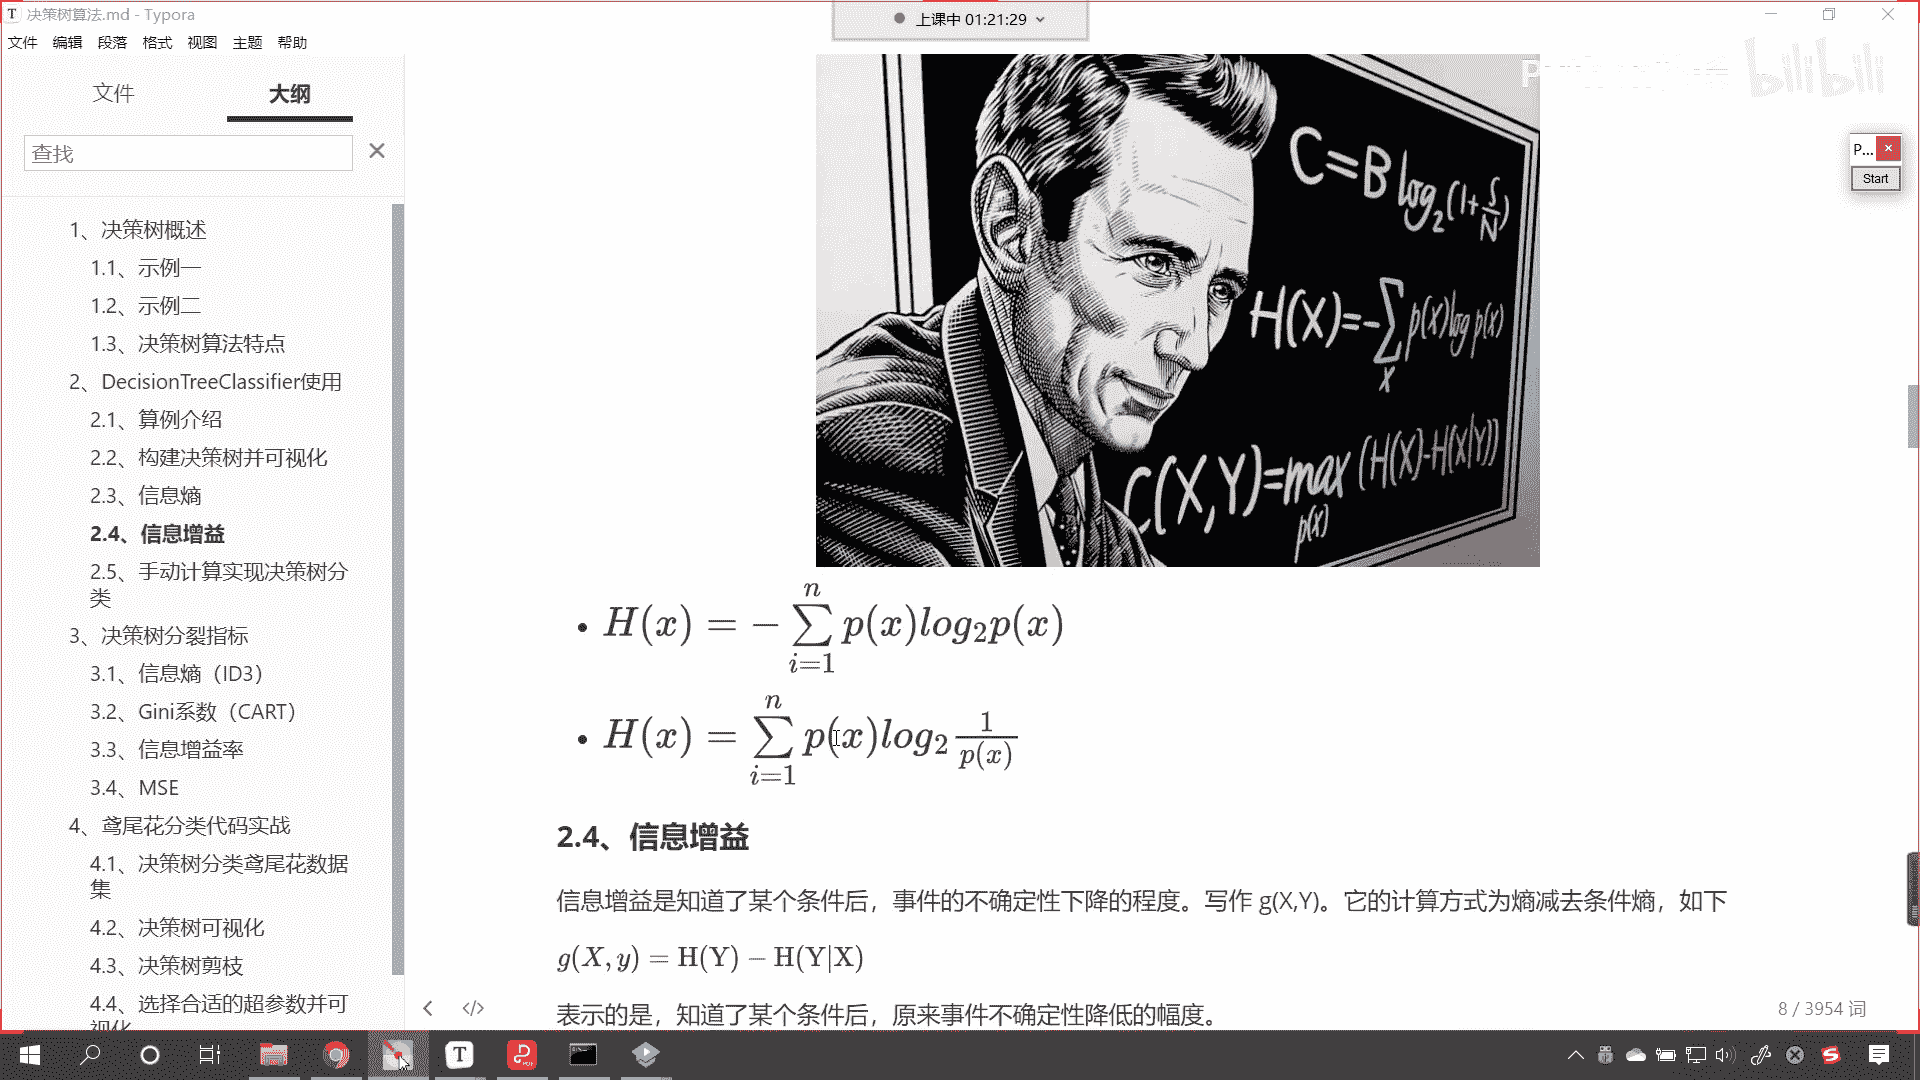 决策树算法.md - Typora
上课中 01:21:29
文件 编辑 段落 格式 视图 主题 帮助
文件 大纲
查找
1、决策树概述
1.1、示例一
1.2、示例二
1.3、决策树算法特点
2、DecisionTreeClassifier使用
2.1、算例介绍
2.2、构建决策树并可视化
2.3、信息熵
2.4、信息增益
2.5、手动计算实现决策树分
类
3、决策树分裂指标
3.1、信息熵（ID3）
3.2、Gini系数（CART）
3.3、信息增益率
3.4、MSE
4、鸢尾花分类代码实战
4.1、决策树分类鸢尾花数据
集
4.2、决策树可视化
4.3、决策树剪枝
4.4、选择合适的超参数并可
视化
bilibili
P...
Start
C=B log₂(1+S/N)
H(X)=-∑_X p(x)log p(x)
C(X,Y)=max_{p(x)} (H(X)-H(X|Y))
• H(x) = -∑_{i=1}^{n} p(x)log₂p(x)
• H(x) = ∑_{i=1}^{n} p(x)log₂ 1/p(x)
2.4、信息增益
信息增益是知道了某个条件后，事件的不确定性下降的程度。写作 g(X,Y)。它的计算方式为熵减去条件熵，如下
g(X, y) = H(Y) − H(Y|X)
表示的是，知道了某个条件后，原来事件不确定性降低的幅度。
8 / 3954 词